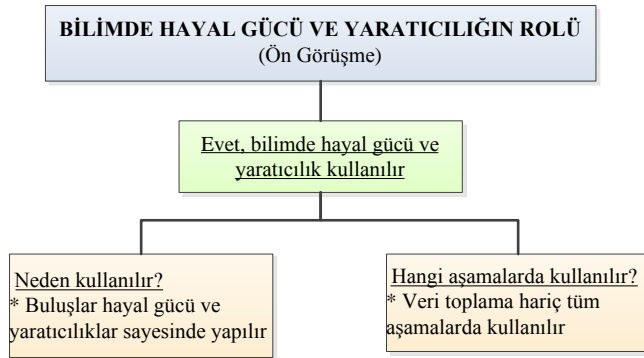 BİLİMDE HAYAL GÜCÜ VE YARATICILIĞIN ROLÜ
(Ön Görüşme)
Evet, bilimde hayal gücü ve
yaratıcılık kullanılır
Neden kullanılır?
* Buluşlar hayal gücü ve
yaratıcılıklar sayesinde yapılır
Hangi aşamalarda kullanılır?
* Veri toplama hariç tüm
aşamalarda kullanılır